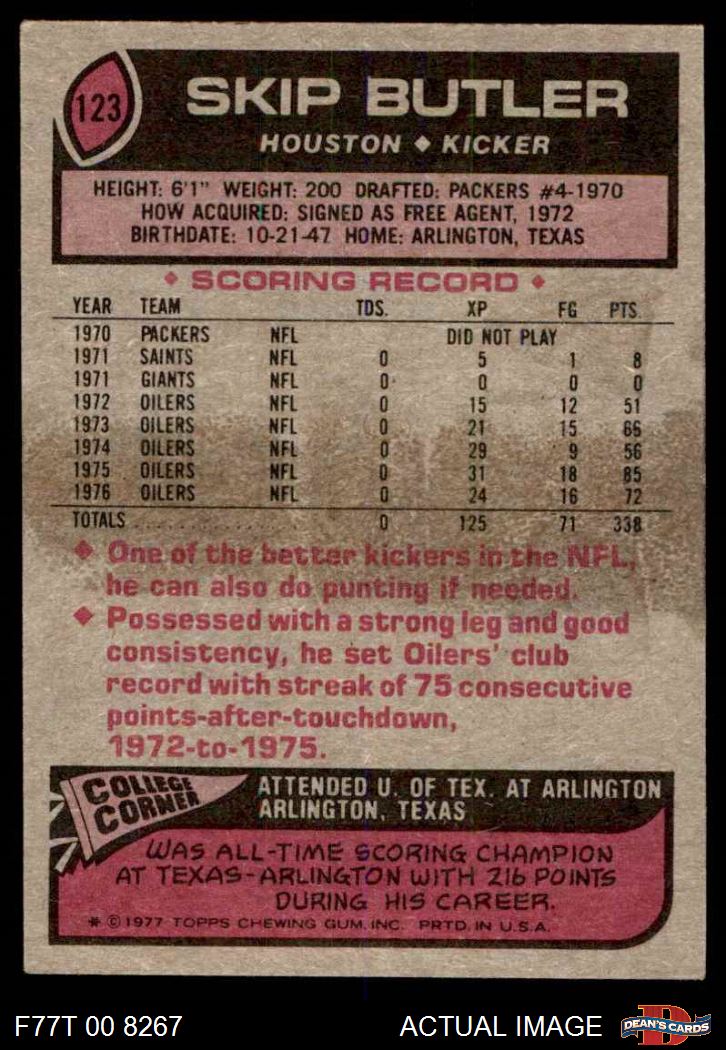 123
SKIP BUTLER
HOUSTON ♦ KICKER
HEIGHT: 6'1" WEIGHT: 200 DRAFTED: PACKERS #4-1970
HOW ACQUIRED: SIGNED AS FREE AGENT, 1972
BIRTHDATE: 10-21-47 HOME: ARLINGTON, TEXAS
♦ SCORING RECORD ♦
YEAR TEAM TDS. XP FG PTS.
1970 PACKERS NFL DID NOT PLAY
1971 SAINTS NFL 0 5 1 8
1971 GIANTS NFL 0 0 0 0
1972 OILERS NFL 0 15 12 51
1973 OILERS NFL 0 21 15 66
1974 OILERS NFL 0 29 9 56
1975 OILERS NFL 0 31 18 85
1976 OILERS NFL 0 24 16 72
TOTALS 0 125 71 338
♦ One of the better kickers in the NFL,
he can also do punting if needed.
♦ Possessed with a strong leg and good
consistency, he set Oilers' club
record with streak of 75 consecutive
points-after-touchdown,
1972-to-1975.
COLLEGE
CORNER
ATTENDED U. OF TEX. AT ARLINGTON
ARLINGTON, TEXAS
WAS ALL-TIME SCORING CHAMPION
AT TEXAS-ARLINGTON WITH 216 POINTS
DURING HIS CAREER.
* © 1977 TOPPS CHEWING GUM, INC. PRTD. IN U.S.A.
F77T 00 8267
ACTUAL IMAGE
D
DEAN'S CARDS